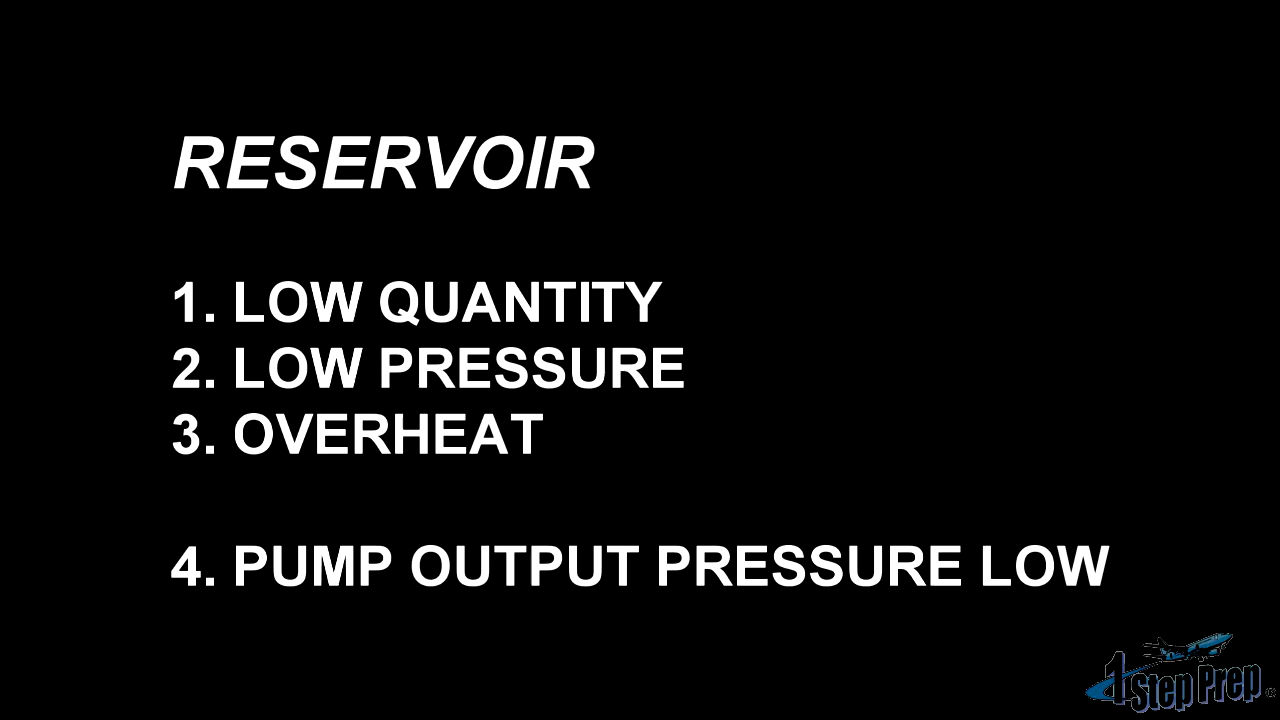 RESERVOIR
1. LOW QUANTITY
2. LOW PRESSURE
3. OVERHEAT
4. PUMP OUTPUT PRESSURE LOW
1 Step Prep ®